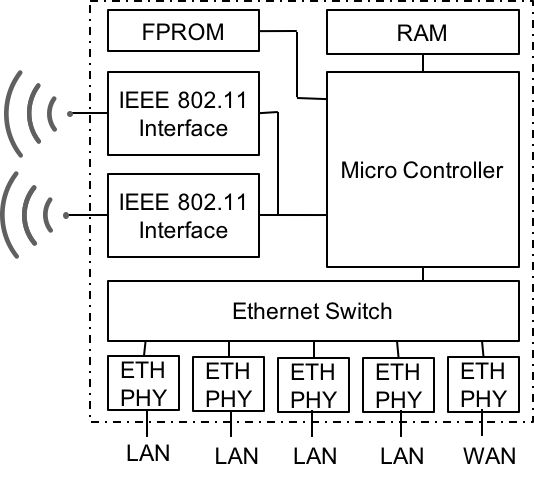 FPROM
RAM
IEEE 802.11
Interface
Micro Controller
IEEE 802.11
Interface
Ethernet Switch
ETH
PHY
ETH
PHY
ETH
PHY
ETH
PHY
ETH
PHY
LAN
LAN
LAN
LAN
WAN